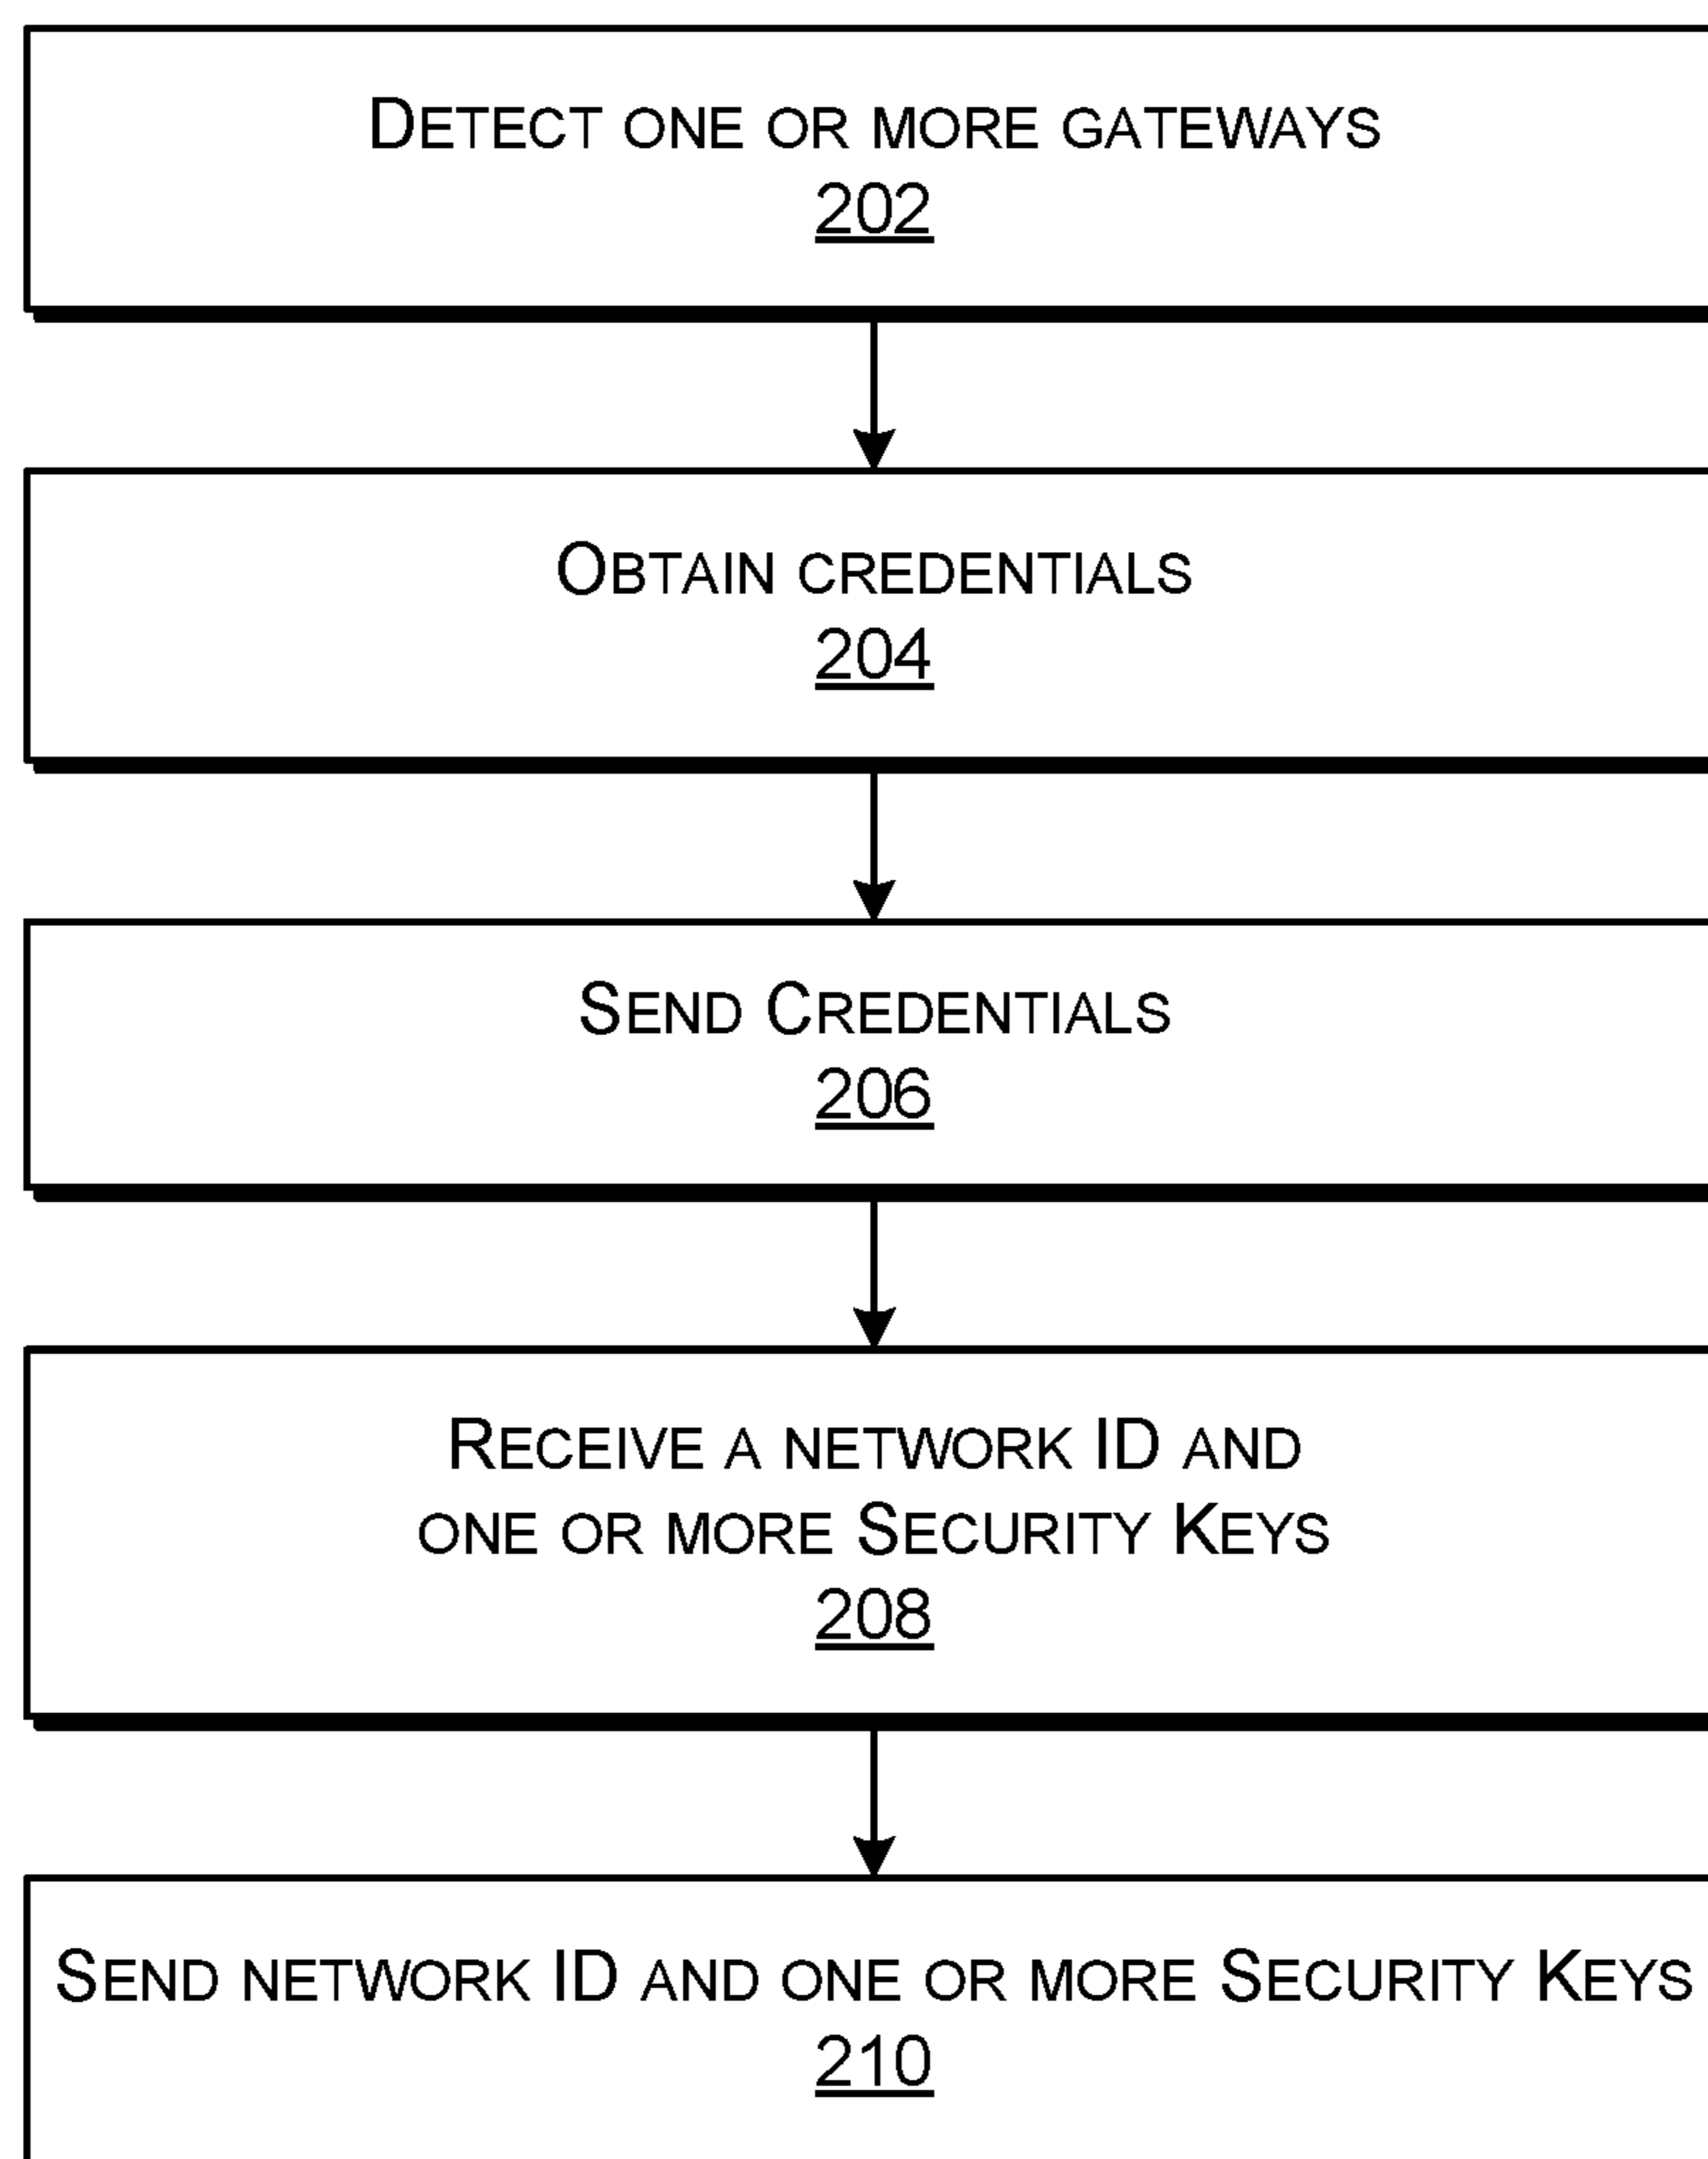 Detect one or more gateways
202
Obtain credentials
204
Send Credentials
206
Receive a network ID and
one or more Security Keys
208
Send network ID and one or more Security Keys
210